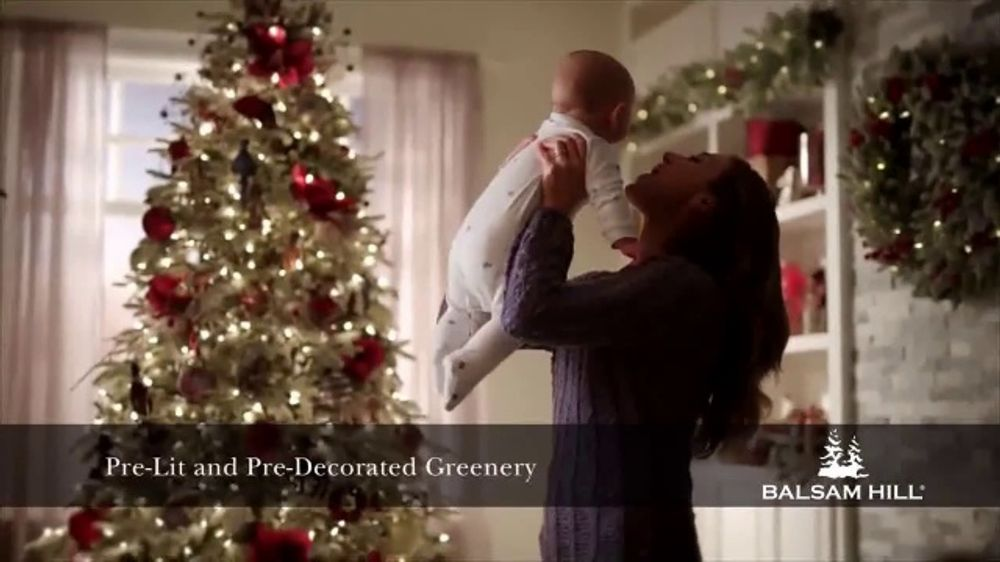 Pre-Lit and Pre-Decorated Greenery
BALSAM HILL®